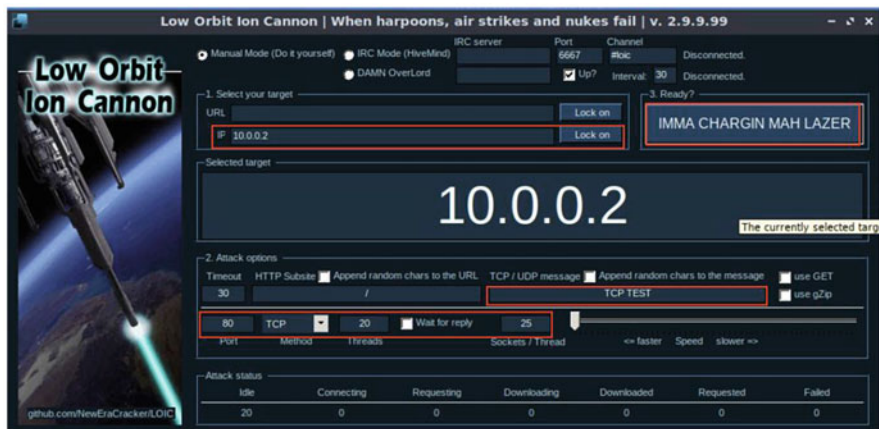 Low Orbit Ion Cannon | When harpoons, air strikes and nukes fail | v. 2.9.9.99
Low Orbit
Ion Cannon
IRC server Port Channel
Manual Mode (Do it yourself) IRC Mode (HiveMind) 6667 #loic Disconnected.
DAMN OverLord Up? Interval: 30 Disconnected.
1. Select your target
URL Lock on
IP 10.0.0.2 Lock on
3. Ready?
IMMA CHARGIN MAH LAZER
Selected target
10.0.0.2
The currently selected targ
2. Attack options
Timeout HTTP Subsite Append random chars to the URL TCP / UDP message Append random chars to the message use GET
30 / TCP TEST use gZip
80 TCP 20 Wait for reply 25
Port Method Threads Sockets / Thread <= faster Speed slower =>
Attack status
Idle Connecting Requesting Downloading Downloaded Requested Failed
20 0 0 0 0 0 0
github.com/NewEraCracker/LOIC